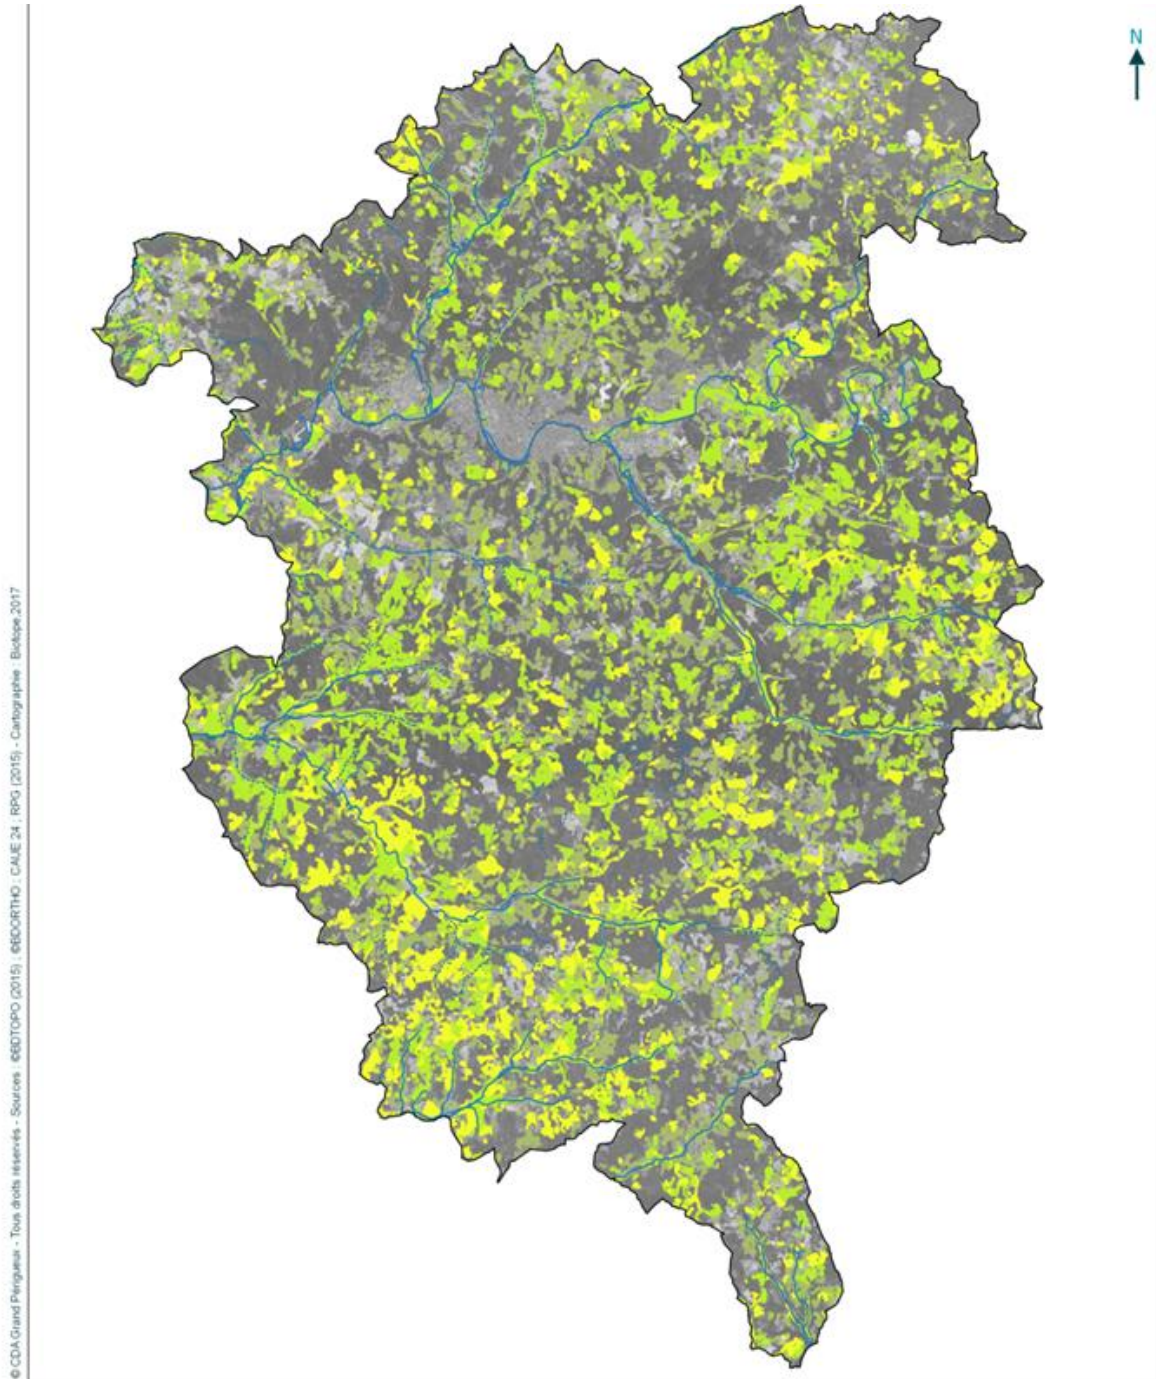 N
© CDA Grand Périgueux - Tous droits réservés - Sources : ©BDTOPO (2015) ; ©BDORTHO ; CAUE 24 ; RPG (2015) - Cartographie : Biotope, 2017